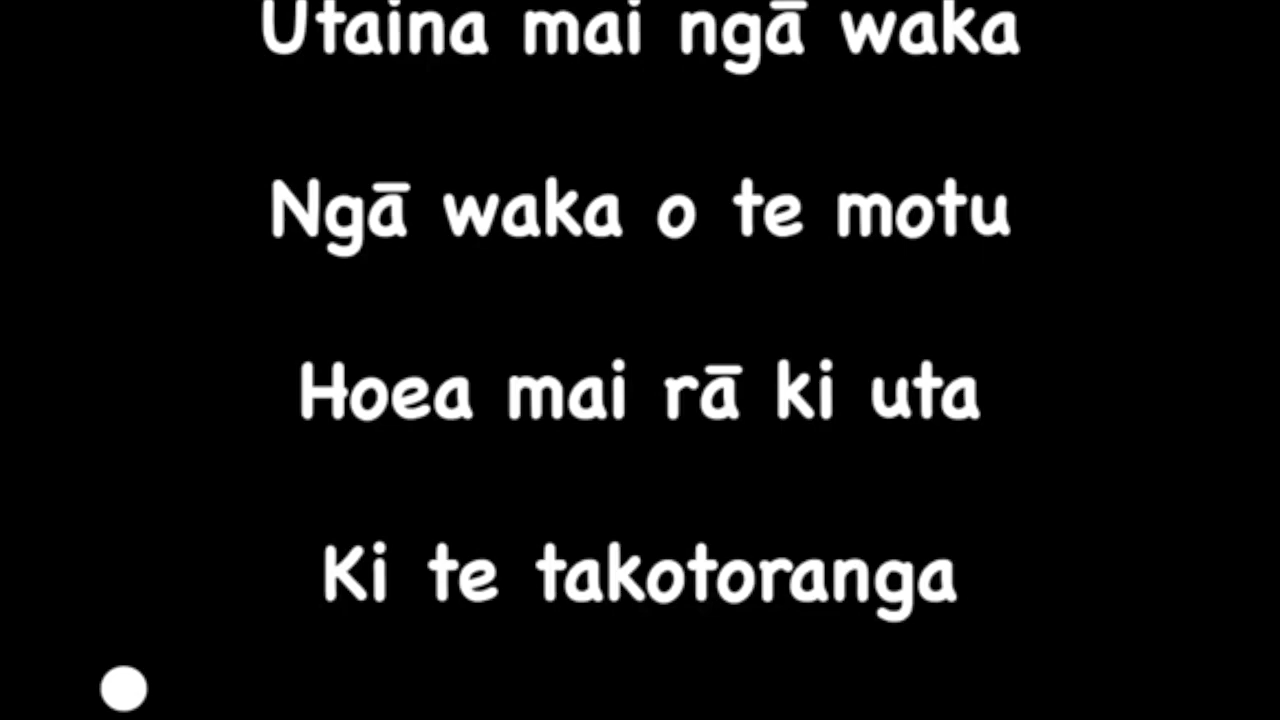 Utaina mai ngā waka
Ngā waka o te motu
Hoea mai rā ki uta
Ki te takotoranga